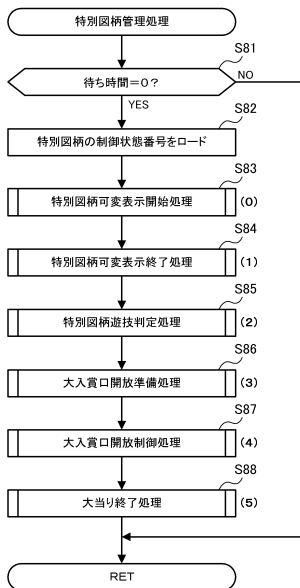 特別図柄管理処理
S81
待ち時間=0？
NO
YES
S82
特別図柄の制御状態番号をロード
S83
特別図柄可変表示開始処理
(0)
S84
特別図柄可変表示終了処理
(1)
S85
特別図柄遊技判定処理
(2)
S86
大入賞口開放準備処理
(3)
S87
大入賞口開放制御処理
(4)
S88
大当り終了処理
(5)
RET